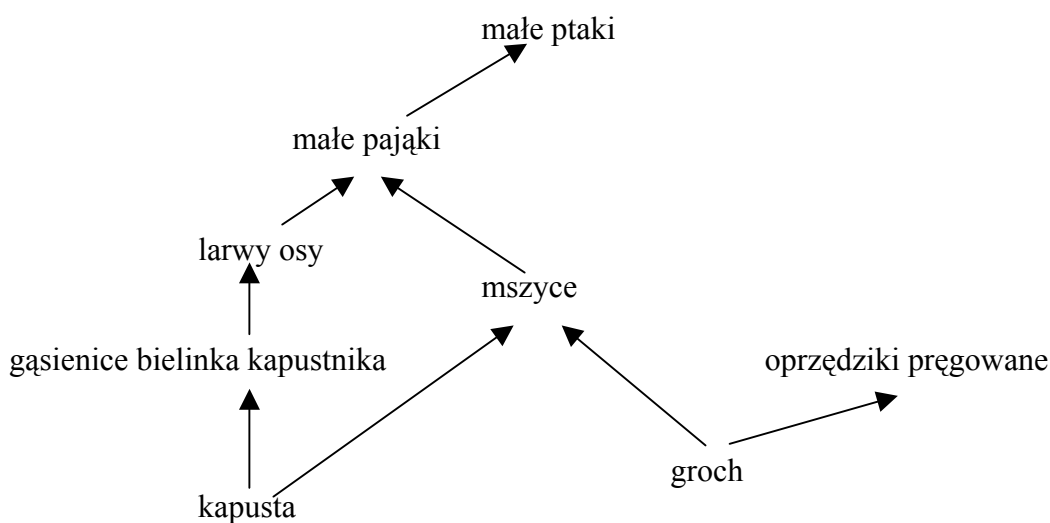 małe ptaki
małe pająki
larwy osy
mszyce
gąsienice bielinka kapustnika
oprzędziki pręgowane
groch
kapusta